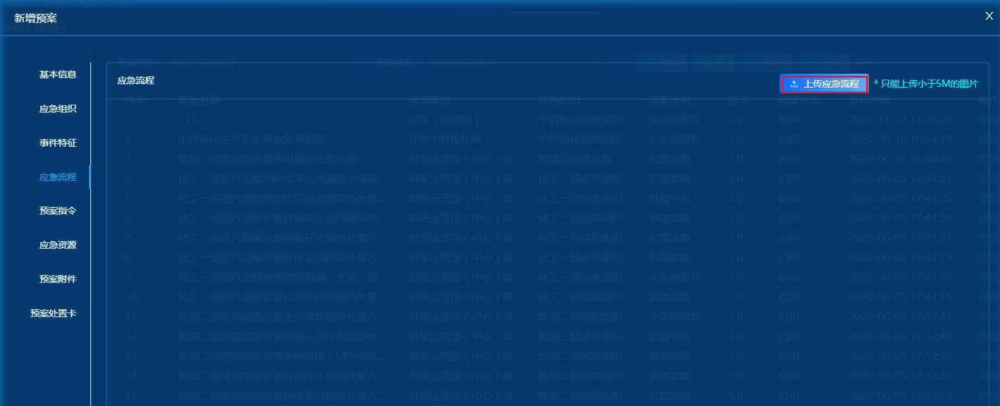 新增预案
X
系统上线运行
基本信息
应急组织
事件特征
应急流程
预案指令
应急资源
预案附件
预案处置卡
预案名称: 请输入预案名称 预案状态: 请选择预案状态
应急流程 上传应急流程 * 只能上传小于5M的图片
序号 预案名称 预案级别 应急组织 预案类别 版本 预案状态 发布时间 操作
1 111 Ⅳ级（装置级） 中科炼化应急组织 火灾和爆炸 1.0 停用 2020-11-02 11:35:39 查看
2 中科炼化生产安全事故应急预案 Ⅱ级中科炼化级 中科炼化应急组织 火灾和爆炸 1.0 启用 2020-09-16 10:54:10 查看
3 炼油一部常减压装置停电现场处置方案 Ⅲ级运营部（中心）级 常减压装置应急... 装置故障 2.0 停用 2020-06-16 16:40:49 查看
4 化工一部蒸汽裂解危险化学品泄漏及中毒现... Ⅲ级运营部（中心）级 化工一部应急组织 装置故障 1.0 启用 2020-06-05 17:41:27 查看
5 化工一部蒸汽裂解危险化学品泄漏现场处置... Ⅲ级运营部（中心）级 化工一部应急组织 泄漏中毒 1.0 启用 2020-06-05 17:41:25 查看
6 化工一部蒸汽裂解装置停超高压蒸汽现场处... Ⅲ级运营部（中心）级 化工一部应急组织 装置故障 1.0 启用 2020-06-05 17:41:23 查看
7 化工一部蒸汽裂解装置停循环水现场处置方... Ⅲ级运营部（中心）级 化工一部应急组织 装置故障 1.0 启用 2020-06-05 17:41:21 查看
8 化工一部蒸汽裂解装置停仪表风现场处置方... Ⅲ级运营部（中心）级 化工一部应急组织 装置故障 1.0 启用 2020-06-05 17:41:19 查看
9 化工一部蒸汽裂解装置物料泄漏、火灾、爆... Ⅲ级运营部（中心）级 化工一部应急组织 火灾和爆炸 1.0 启用 2020-06-05 17:41:17 查看
10 化工一部蒸汽裂解装置长时间停电现场处置... Ⅲ级运营部（中心）级 化工一部应急组织 装置故障 1.0 启用 2020-06-05 17:41:15 查看
11 炼油二部渣油加氢装置火灾爆炸现场处置方... Ⅲ级运营部（中心）级 炼油二部应急组织 火灾和爆炸 1.0 启用 2020-06-05 17:12:42 查看
12 炼油二部渣油加氢装置区域人员中毒现场处... Ⅲ级运营部（中心）级 炼油二部应急组织 泄漏中毒 1.0 启用 2020-06-05 17:12:40 查看
13 炼油二部渣油加氢装置全面停电（UPS供电... Ⅲ级运营部（中心）级 炼油二部应急组织 装置故障 1.0 启用 2020-06-05 17:12:39 查看
14 炼油二部渣油加氢装置停循环水现场处置方... Ⅲ级运营部（中心）级 炼油二部应急组织 装置故障 1.0 启用 2020-06-05 17:12:36 查看
15 炼油二部渣油加氢装置停仪表风现场处置方... Ⅲ级运营部（中心）级 炼油二部应急组织 装置故障 1.0 启用 2020-06-05 17:12:33 查看